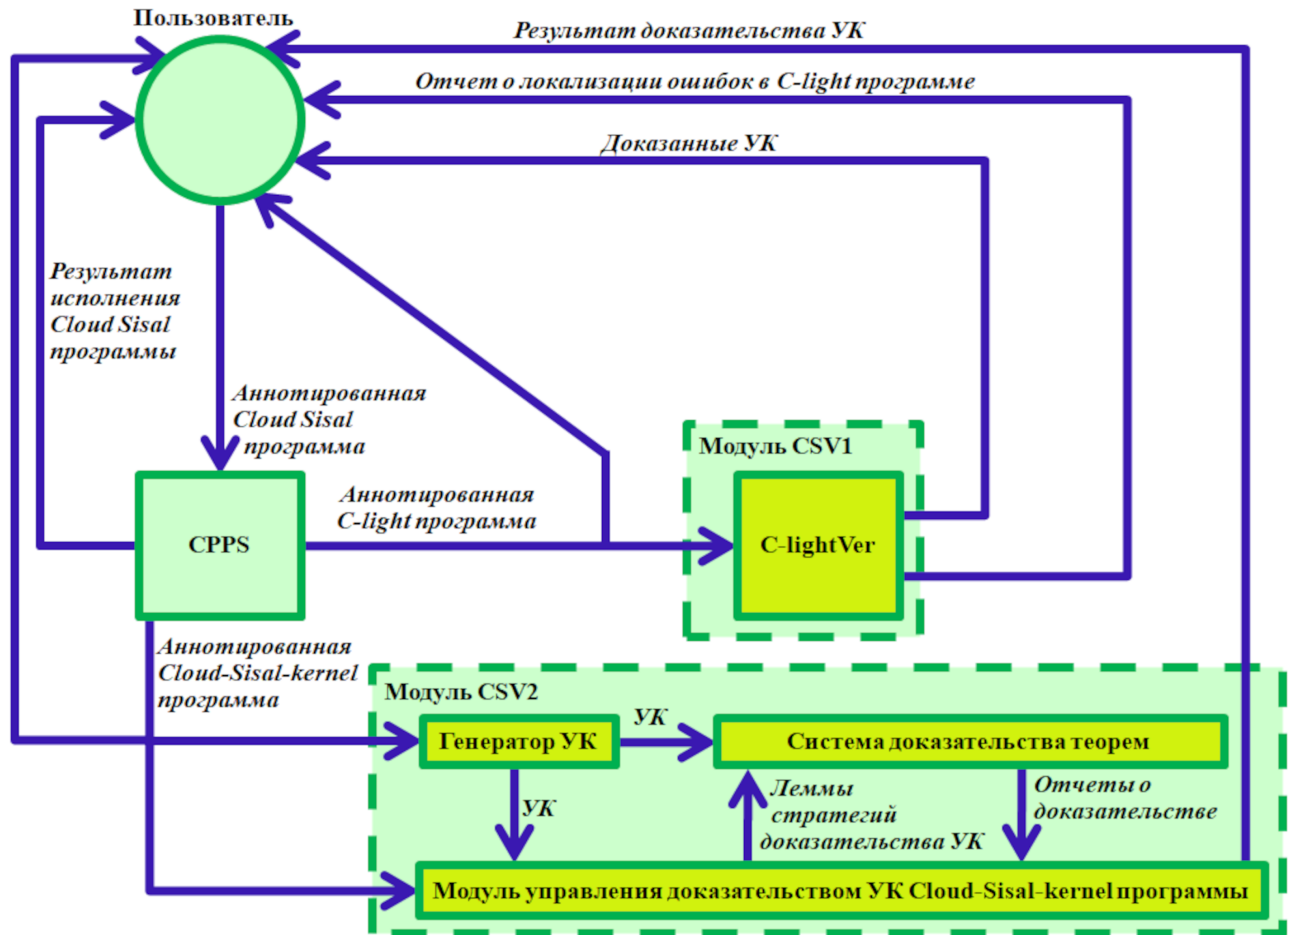 Пользователь
Результат доказательства УК
Отчет о локализации ошибок в C-light программе
Доказанные УК
Результат
исполнения
Cloud Sisal
программы
Аннотированная
Cloud Sisal
программа
Модуль CSV1
Аннотированная
C-light программа
CPPS
C-lightVer
Аннотированная
Cloud-Sisal-kernel
программа
Модуль CSV2
Генератор УК
УК
Система доказательства теорем
УК
Леммы
стратегий
доказательства УК
Отчеты о
доказательстве
Модуль управления доказательством УК Cloud-Sisal-kernel программы